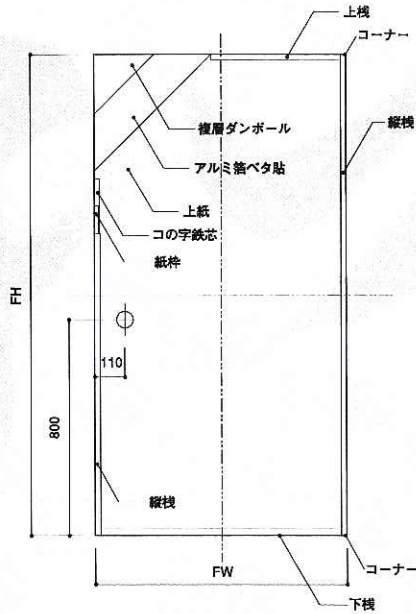 上桟
コーナー
複層ダンボール
縦桟
アルミ箔ベタ貼
上紙
コの字鉄芯
紙枠
FH
110
800
縦桟
コーナー
FW
下桟